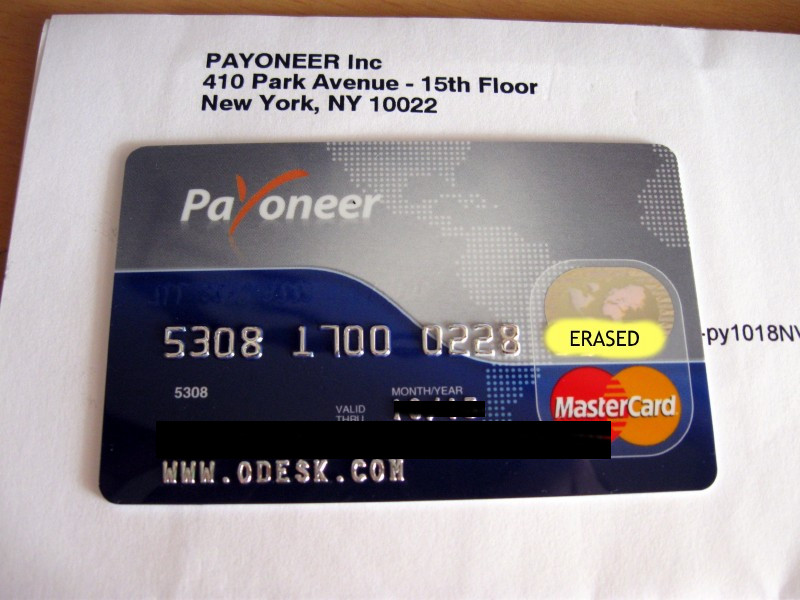 PAYONEER Inc
410 Park Avenue - 15th Floor
New York, NY 10022
Payoneer
5308 1700 0228 ERASED
-py1018NW
5308
MONTH/YEAR
VALID
THRU
MasterCard
WWW.ODESK.COM